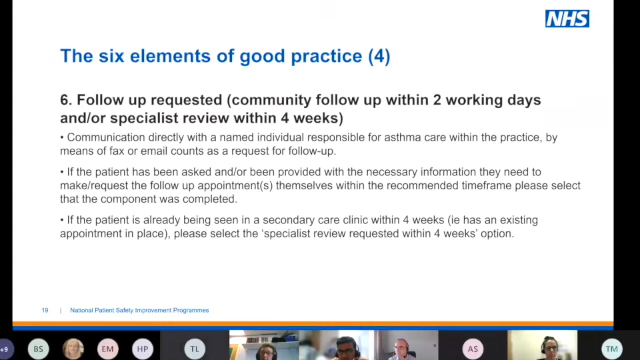 NHS
The six elements of good practice (4)
6. Follow up requested (community follow up within 2 working days
and/or specialist review within 4 weeks)
• Communication directly with a named individual responsible for asthma care within the practice, by
means of fax or email counts as a request for follow-up.
• If the patient has been asked and/or been provided with the necessary information they need to
make/request the follow up appointment(s) themselves within the recommended timeframe please select
that the component was completed.
• If the patient is already being seen in a secondary care clinic within 4 weeks (ie has an existing
appointment in place), please select the ‘specialist review requested within 4 weeks’ option.
19 | National Patient Safety Improvement Programmes
+9 BS EM HP TL AS TM